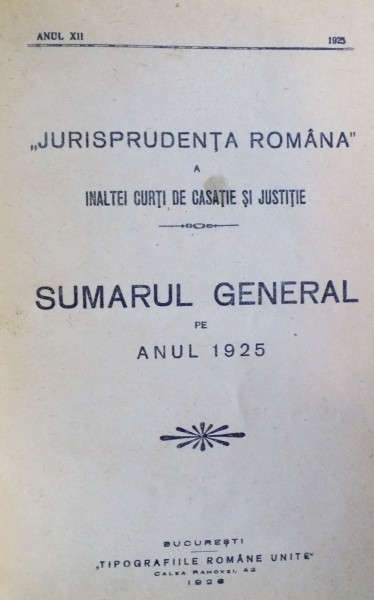 ANUL XII 1925
„JURISPRUDENȚA ROMÂNA”
A
INALTEI CURȚI DE CASAȚIE ȘI JUSTIȚIE
SUMARUL GENERAL
PE
ANUL 1925
BUCUREȘTI
„TIPOGRAFIILE ROMÂNE UNITE”
CALEA RAHOVEI, 42
1926